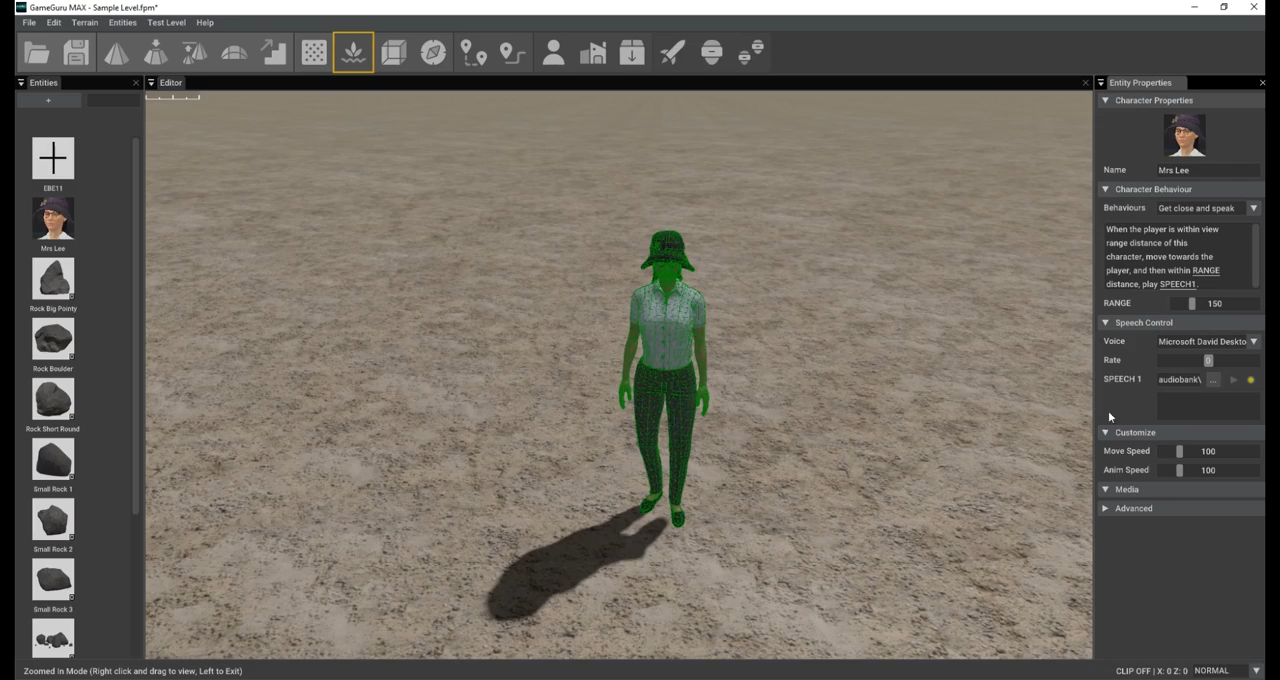 GameGuru MAX - Sample Level.fpm*
File Edit Terrain Entities Test Level Help
Entities
Editor
Entity Properties
+
EBE11
Mrs Lee
Rock Big Pointy
Rock Boulder
Rock Short Round
Small Rock 1
Small Rock 2
Small Rock 3
Character Properties
Name Mrs Lee
Character Behaviour
Behaviours Get close and speak
When the player is within view
range distance of this
character, move towards the
player, and then within RANGE
distance, play SPEECH1.
RANGE 150
Speech Control
Voice Microsoft David Deskto
Rate 0
SPEECH 1 audiobank\ ...
Customize
Move Speed 100
Anim Speed 100
Media
Advanced
Zoomed In Mode (Right click and drag to view, Left to Exit)
CLIP OFF | X: 0 Z: 0 NORMAL